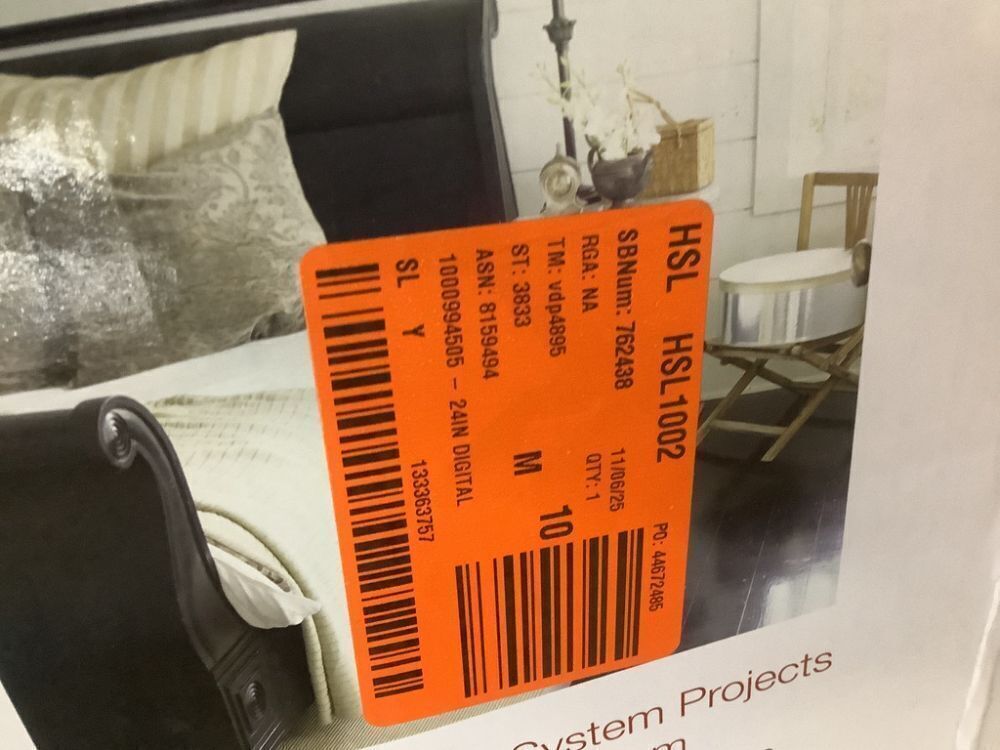 HSL HSL1002
PO: 44672486
SBNum: 762438 11/06/25
RGA: NA QTY: 1
TM: vdp4895 10
ST: 3833 M
ASN: 8159494
1000994505 - 24IN DIGITAL
SL Y 133363757
System Projects